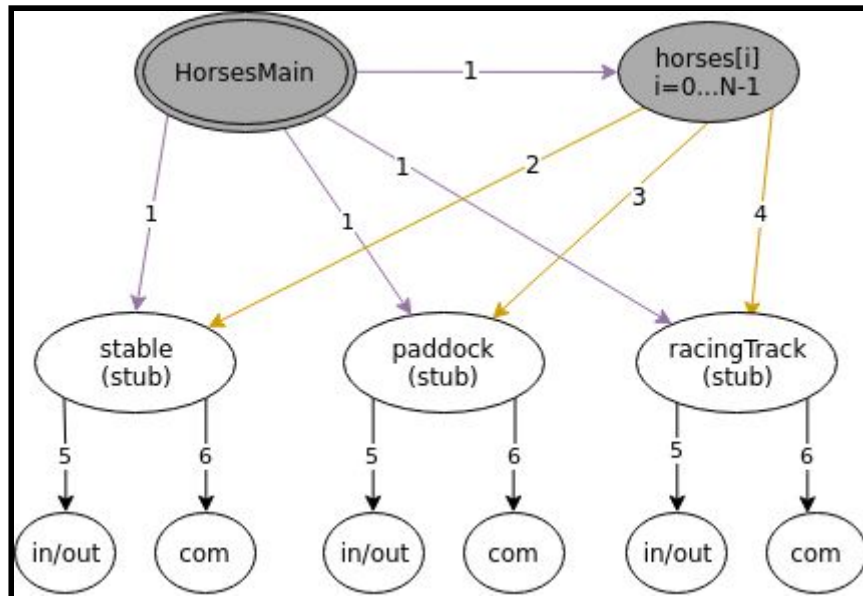 HorsesMain
1
horses[i]
i=0...N-1
1
1
1
2
3
4
stable
(stub)
paddock
(stub)
racingTrack
(stub)
5
6
5
6
5
6
in/out
com
in/out
com
in/out
com